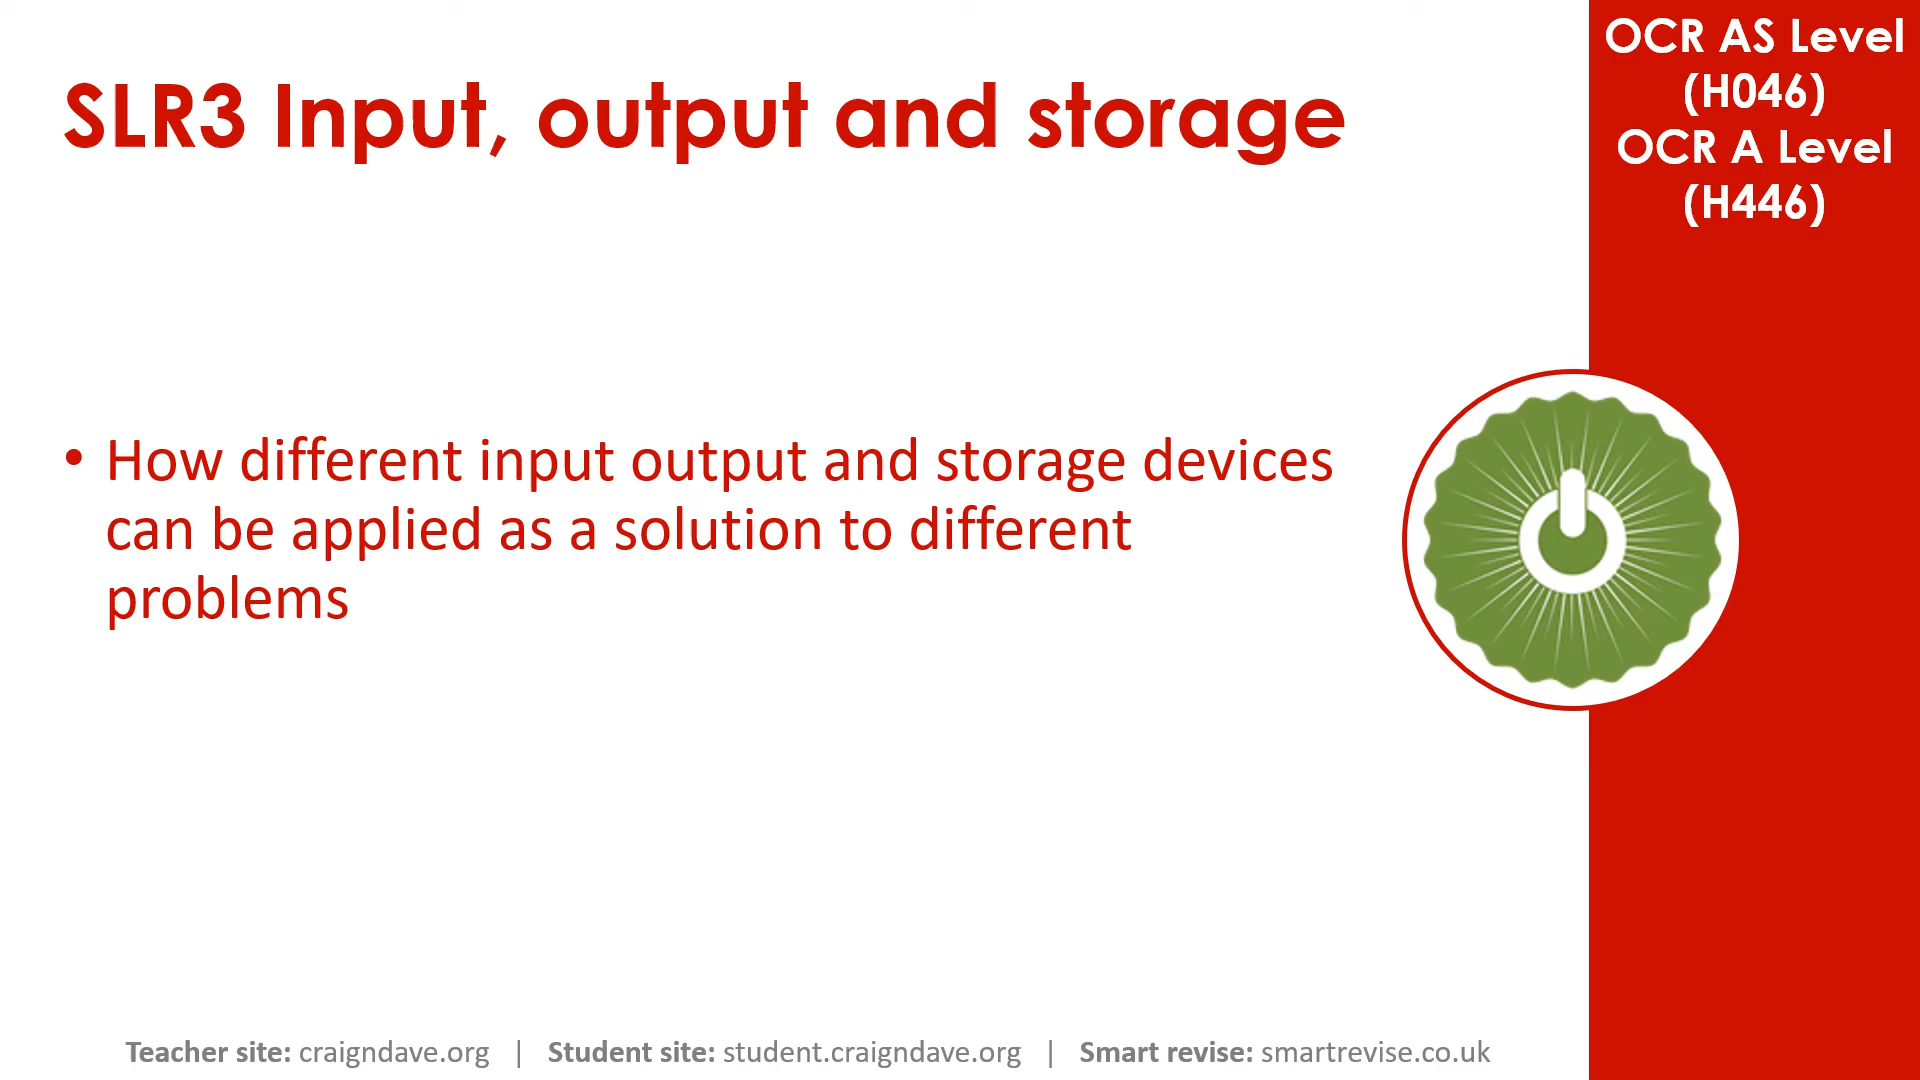 SLR3 Input, output and storage
OCR AS Level
(H046)
OCR A Level
(H446)
• How different input output and storage devices
can be applied as a solution to different
problems
Teacher site: craigndave.org | Student site: student.craigndave.org | Smart revise: smartrevise.co.uk